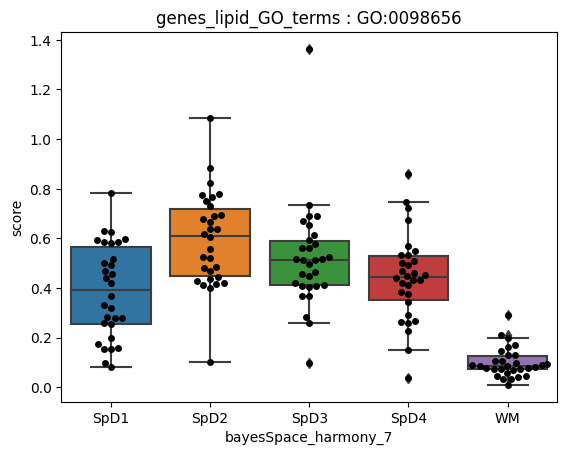 genes_lipid_GO_terms : GO:0098656
1.4
1.2
1.0
0.8
0.6
0.4
0.2
0.0
score
SpD1 SpD2 SpD3 SpD4 WM
bayesSpace_harmony_7